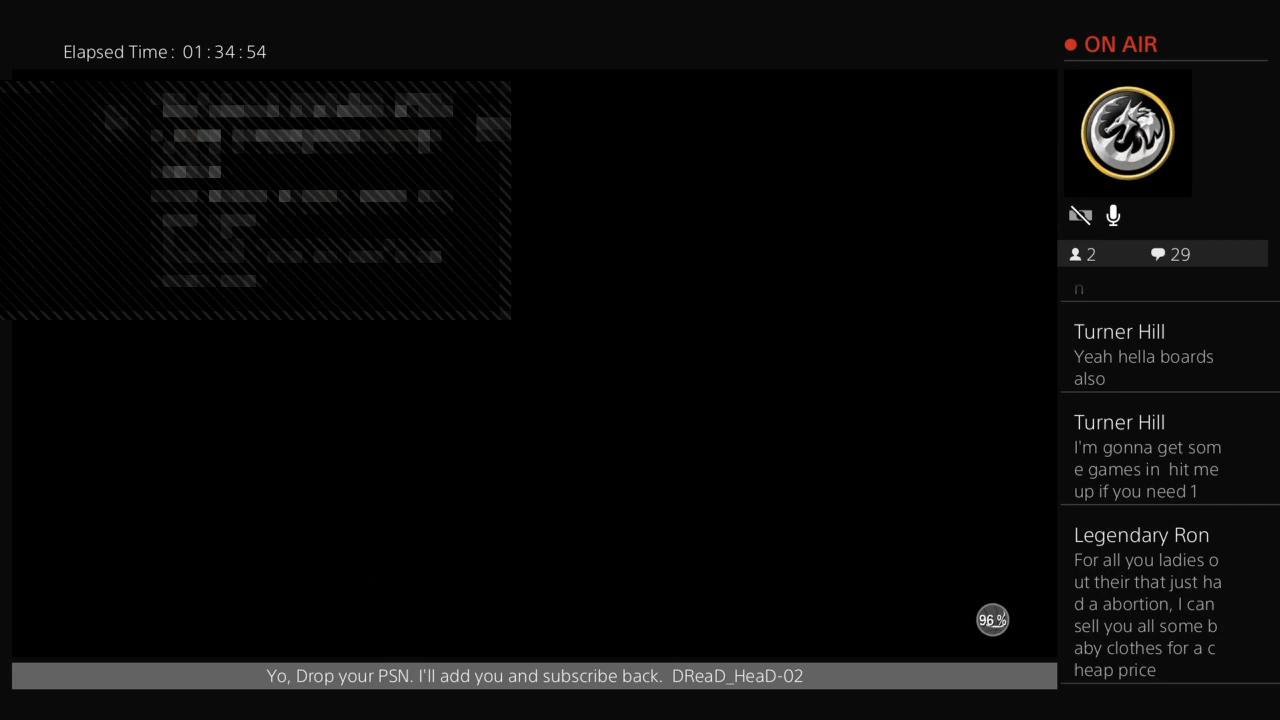 Elapsed Time: 01:34:54
ON AIR
2 29
n
Turner Hill
Yeah hella boards
also
Turner Hill
I'm gonna get som
e games in  hit me
up if you need 1
Legendary Ron
For all you ladies o
ut their that just ha
d a abortion, I can
sell you all some b
aby clothes for a c
heap price
96%
Yo, Drop your PSN. I'll add you and subscribe back.  DReaD_HeaD-02